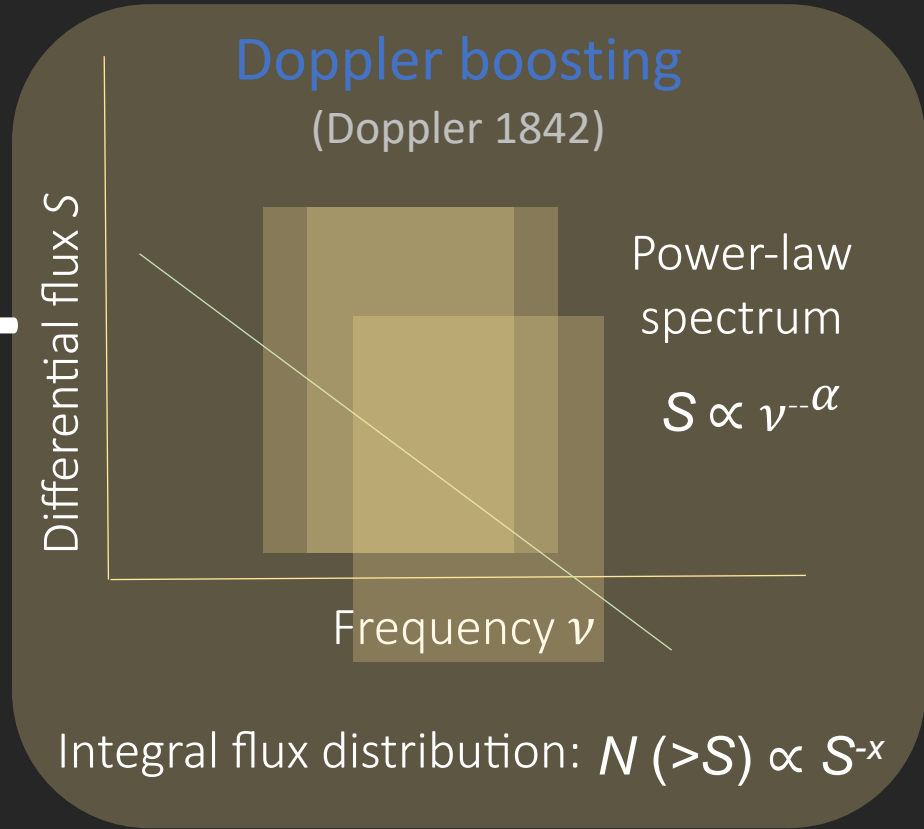 Doppler boosting
(Doppler 1842)
Differential flux S
Power-law
spectrum
S ∝ ν--α
Frequency ν
Integral flux distribution: N (>S) ∝ S-x